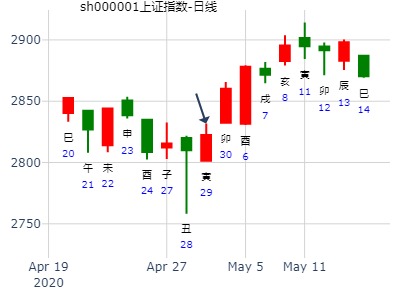 sh000001上证指数-日线
2900
2850
2800
2750
巳
20
午
21
未
22
申
23
酉
24
子
27
丑
28
寅
29
卯
30
酉
6
戌
7
亥
8
寅
11
卯
12
辰
13
巳
14
Apr 19
2020
Apr 27
May 5
May 11